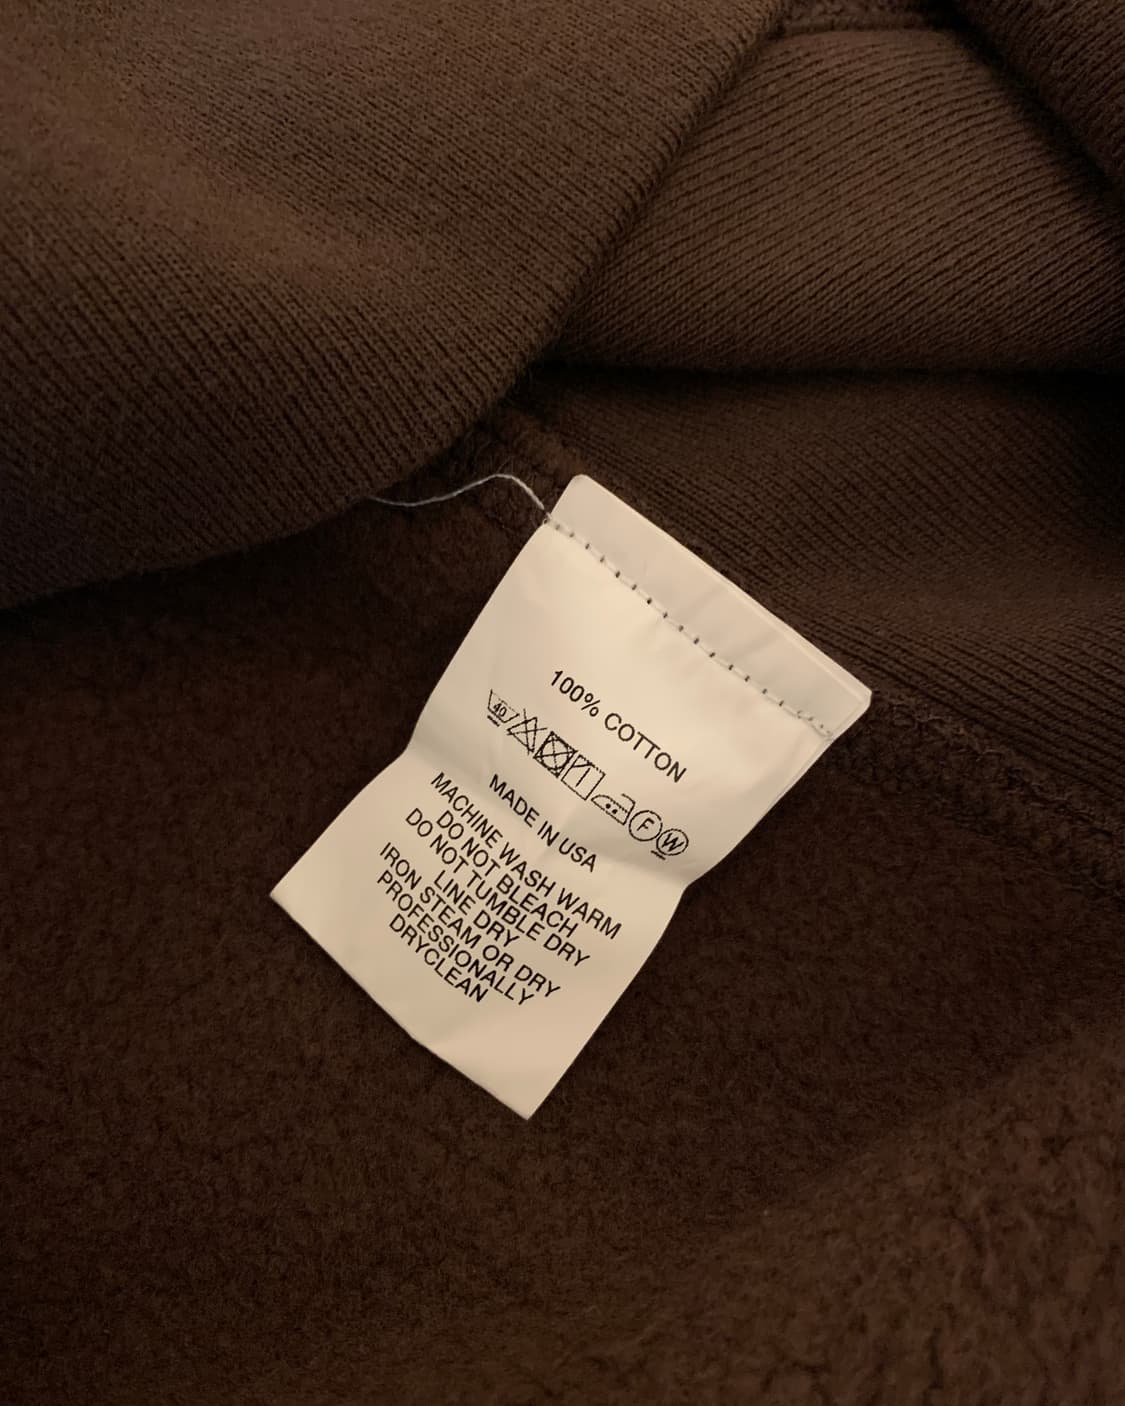 100% COTTON
40 F W
MADE IN USA
MACHINE WASH WARM
DO NOT BLEACH
DO NOT TUMBLE DRY
LINE DRY
IRON STEAM OR DRY
PROFESSIONALLY
DRYCLEAN